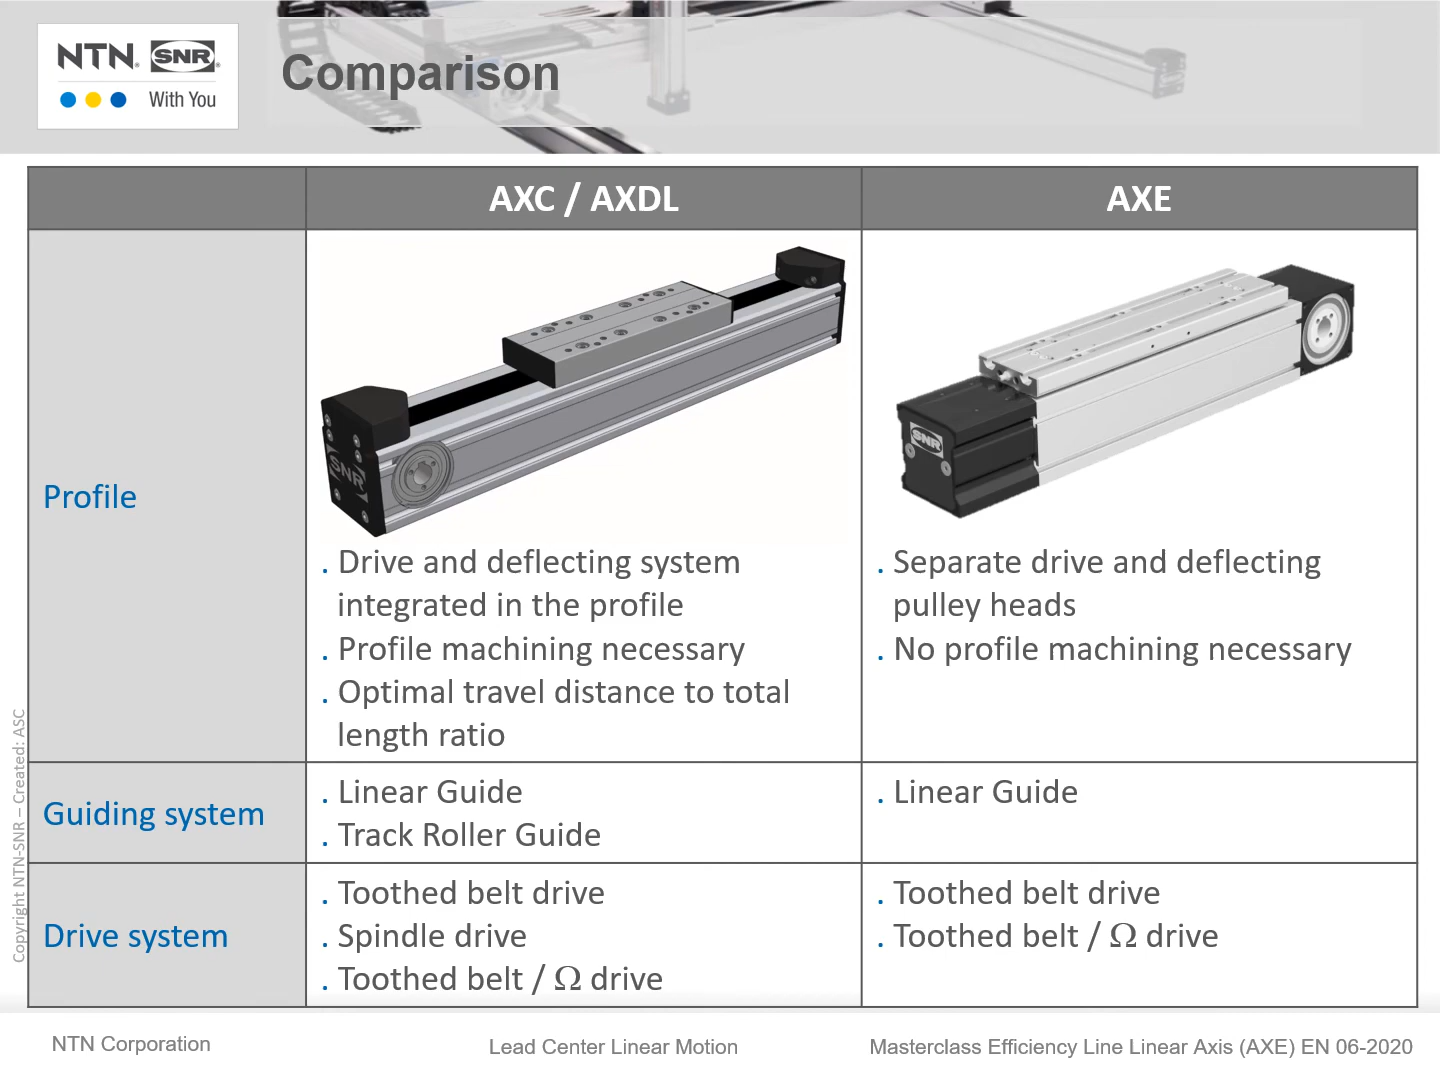 NTN. SNR.
With You
Comparison
AXC / AXDL
AXE
SNR
SNR
Profile
. Drive and deflecting system
integrated in the profile
. Profile machining necessary
. Optimal travel distance to total
length ratio
. Separate drive and deflecting
pulley heads
. No profile machining necessary
Guiding system
. Linear Guide
. Track Roller Guide
. Linear Guide
Drive system
. Toothed belt drive
. Spindle drive
. Toothed belt / Ω drive
. Toothed belt drive
. Toothed belt / Ω drive
Copyright NTN-SNR – Created: ASC
NTN Corporation
Lead Center Linear Motion
Masterclass Efficiency Line Linear Axis (AXE) EN 06-2020